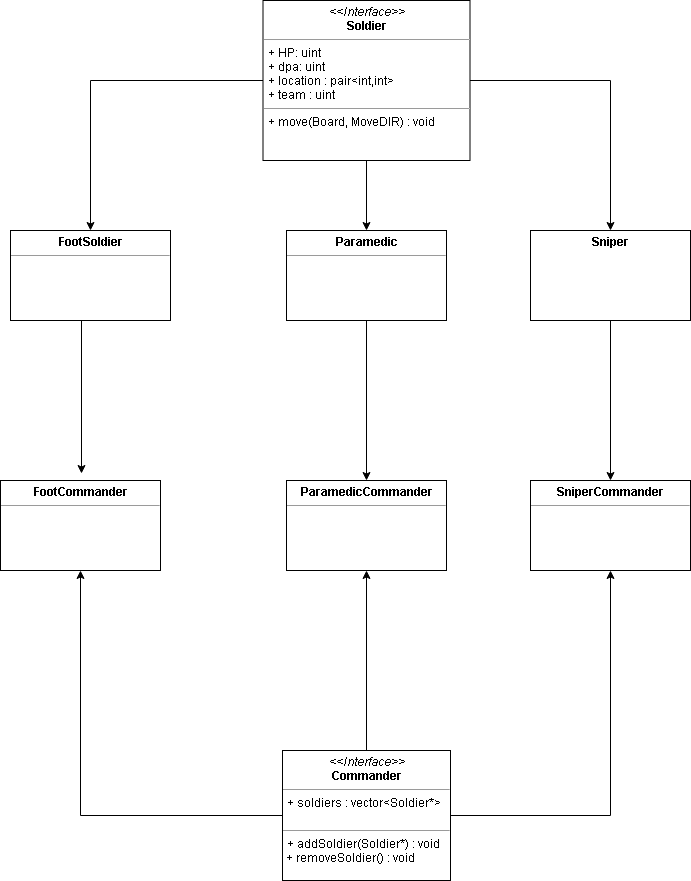 <<Interface>>
Soldier
+ HP: uint
+ dpa: uint
+ location : pair<int,int>
+ team : uint
+ move(Board, MoveDIR) : void
FootSoldier
Paramedic
Sniper
FootCommander
ParamedicCommander
SniperCommander
<<Interface>>
Commander
+ soldiers : vector<Soldier*>
+ addSoldier(Soldier*) : void
+ removeSoldier() : void